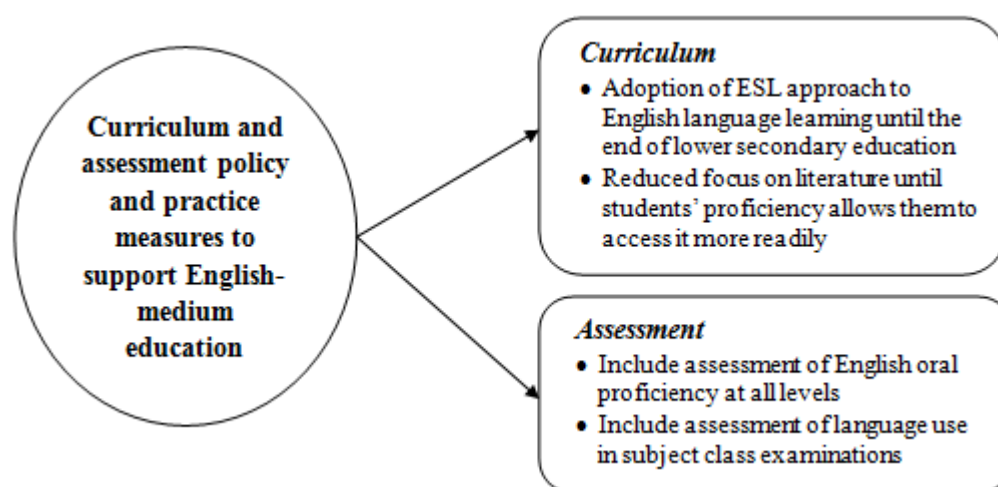 Curriculum and
assessment policy
and practice
measures to
support English-
medium
education
Curriculum
• Adoption of ESL approach to
English language learning until the
end of lower secondary education
• Reduced focus on literature until
students’ proficiency allows them to
access it more readily
Assessment
• Include assessment of English oral
proficiency at all levels
• Include assessment of language use
in subject class examinations